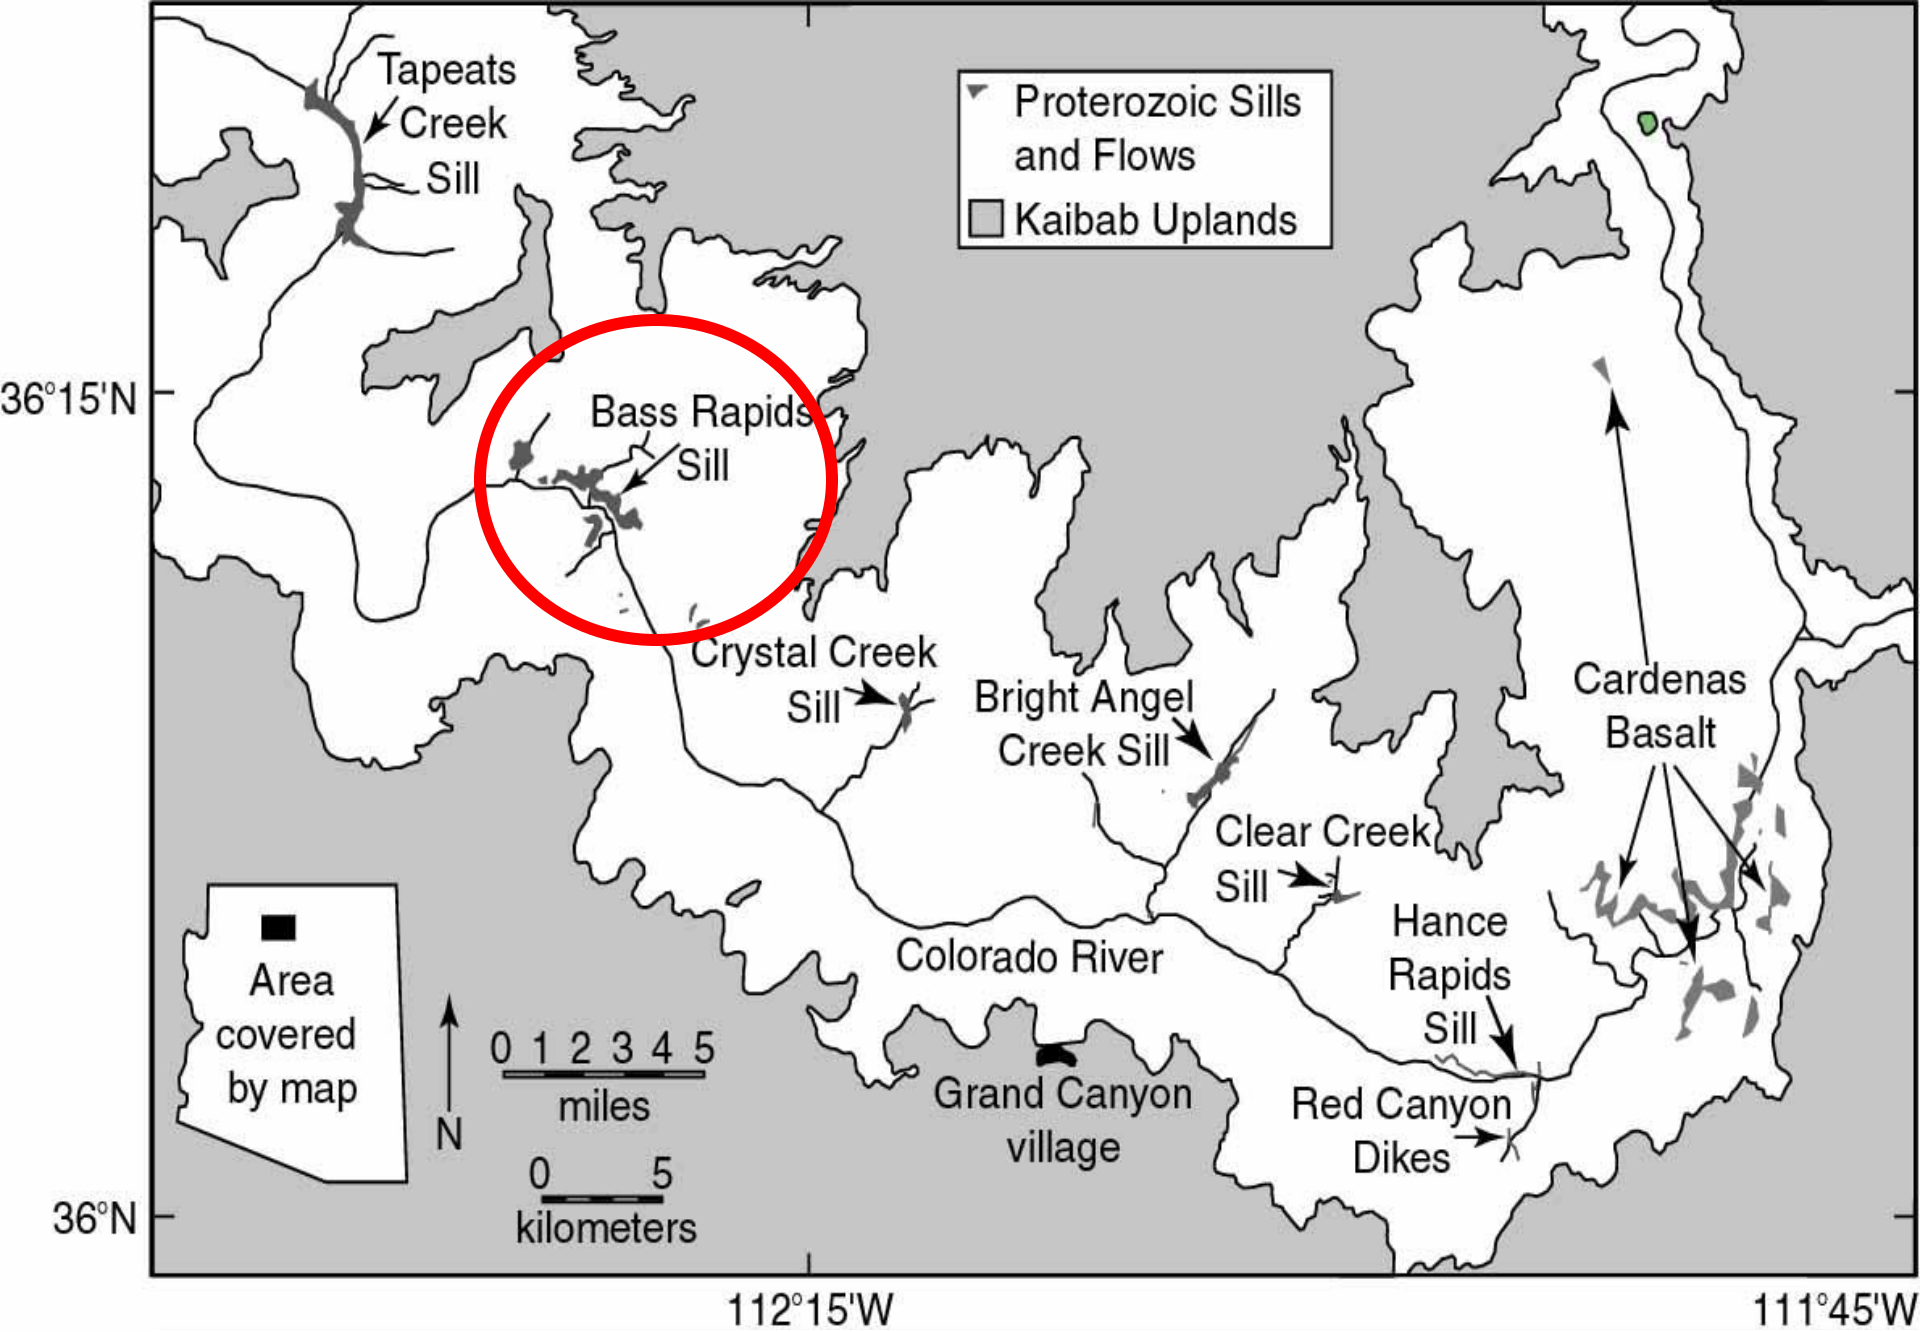 Tapeats
Creek
Sill
Proterozoic Sills
and Flows
Kaibab Uplands
36°15'N
Bass Rapids
Sill
Crystal Creek
Sill
Bright Angel
Creek Sill
Cardenas
Basalt
Clear Creek
Sill
Hance
Rapids
Sill
Colorado River
Area
covered
by map
N
0 1 2 3 4 5
miles
0 5
kilometers
Grand Canyon
village
Red Canyon
Dikes
36°N
112°15'W
111°45'W